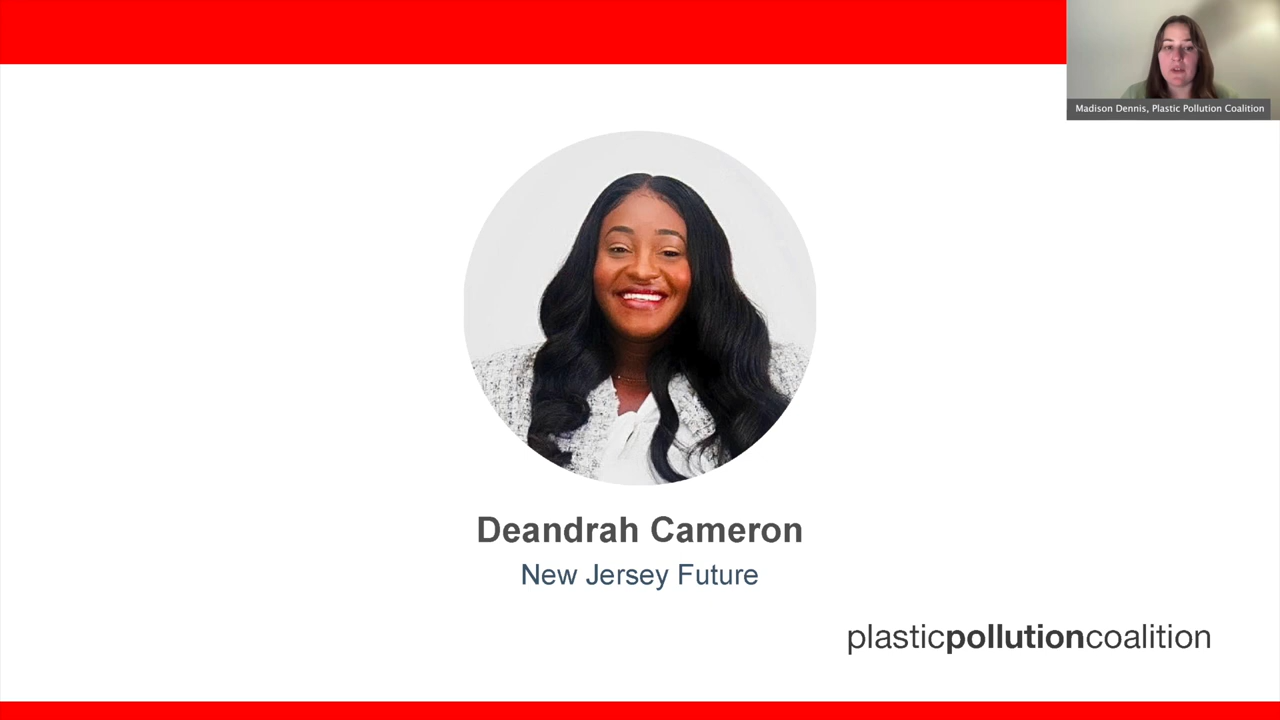 Madison Dennis, Plastic Pollution Coalition
Deandrah Cameron
New Jersey Future
plasticpollutioncoalition